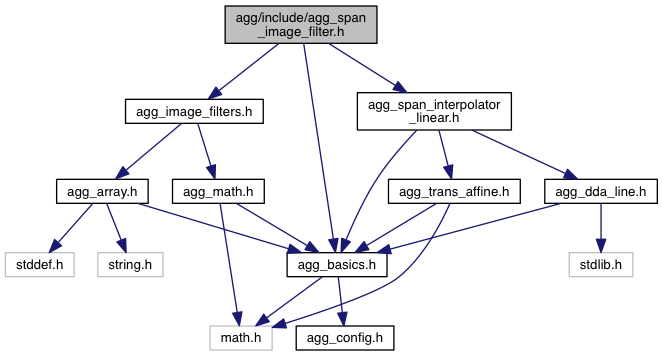 agg/include/agg_span
_image_filter.h
agg_image_filters.h
agg_span_interpolator
_linear.h
agg_array.h
agg_math.h
agg_trans_affine.h
agg_dda_line.h
stddef.h
string.h
agg_basics.h
stdlib.h
math.h
agg_config.h